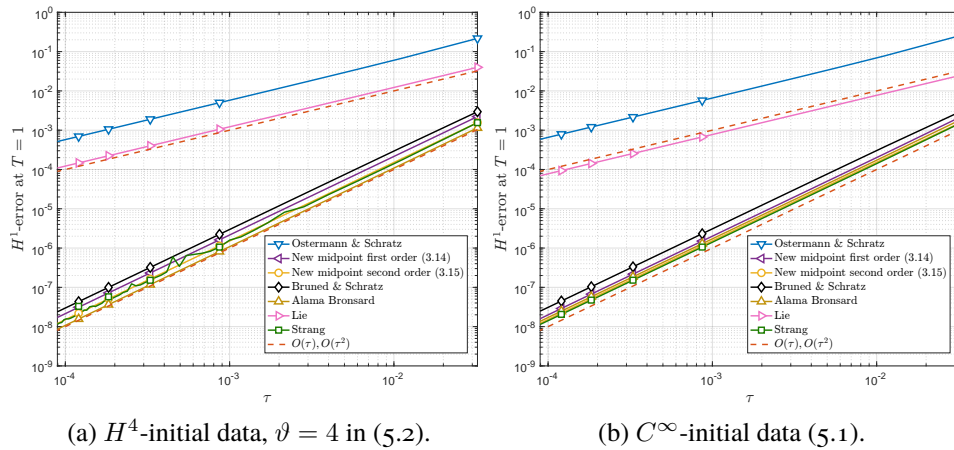 10^1
10^0
10^-1
10^-2
10^-3
10^-4
10^-5
10^-6
10^-7
10^-8
10^-9
H^1-error at T = 1
Ostermann & Schratz
New midpoint first order (3.14)
New midpoint second order (3.15)
Bruned & Schratz
Alama Bronsard
Lie
Strang
O(τ), O(τ^2)
10^-4
10^-3
10^-2
τ
(a) H^4-initial data, ϑ = 4 in (5.2).
10^1
10^0
10^-1
10^-2
10^-3
10^-4
10^-5
10^-6
10^-7
10^-8
10^-9
H^1-error at T = 1
Ostermann & Schratz
New midpoint first order (3.14)
New midpoint second order (3.15)
Bruned & Schratz
Alama Bronsard
Lie
Strang
O(τ), O(τ^2)
10^-4
10^-3
10^-2
τ
(b) C^∞-initial data (5.1).